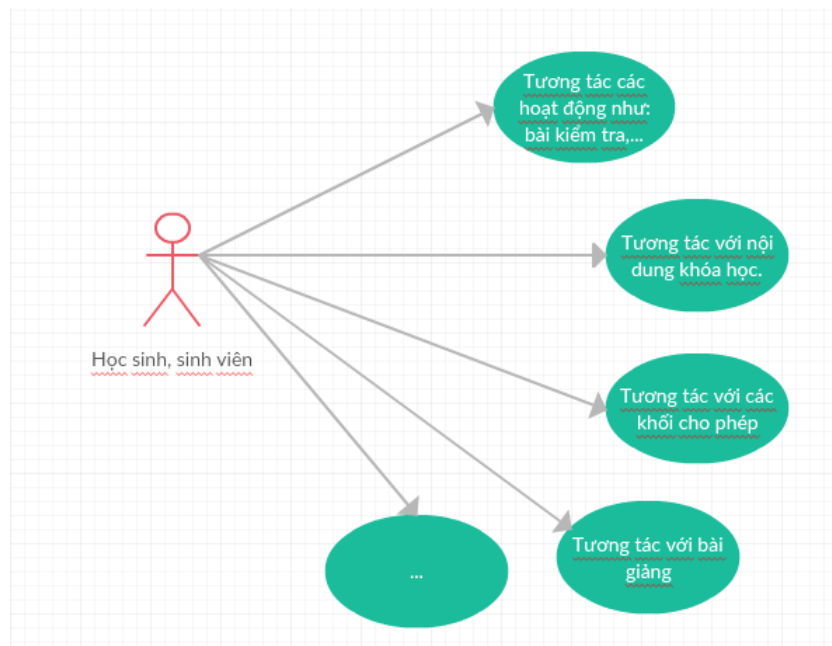 Tương tác các
hoạt động như:
bài kiểm tra,...
Tương tác với nội
dung khóa học.
Học sinh, sinh viên
Tương tác với các
khối cho phép
Tương tác với bài
giảng
...